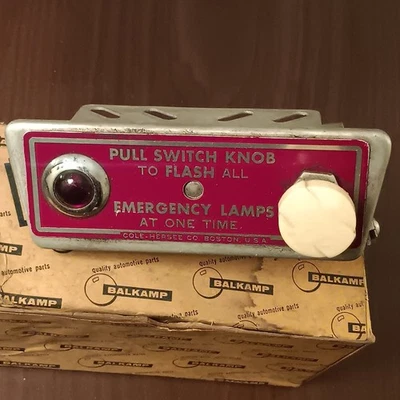 PULL SWITCH KNOB
TO FLASH ALL
EMERGENCY LAMPS
AT ONE TIME.
COLE-HERSEE CO. BOSTON, U.S.A.
quality automotive parts
quality automotive parts
BALKAMP
BALKAMP
BALKAMP
quality automotive parts
BALKAMP
BALKAMP